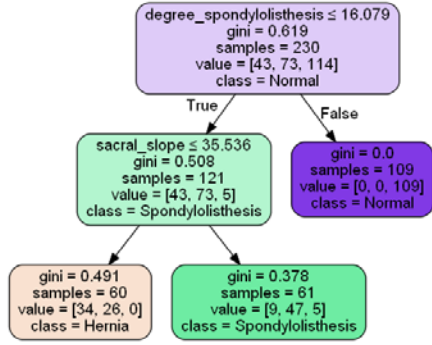 degree_spondylolisthesis ≤ 16.079
gini = 0.619
samples = 230
value = [43, 73, 114]
class = Normal
True
False
sacral_slope ≤ 35.536
gini = 0.508
samples = 121
value = [43, 73, 5]
class = Spondylolisthesis
gini = 0.0
samples = 109
value = [0, 0, 109]
class = Normal
gini = 0.491
samples = 60
value = [34, 26, 0]
class = Hernia
gini = 0.378
samples = 61
value = [9, 47, 5]
class = Spondylolisthesis